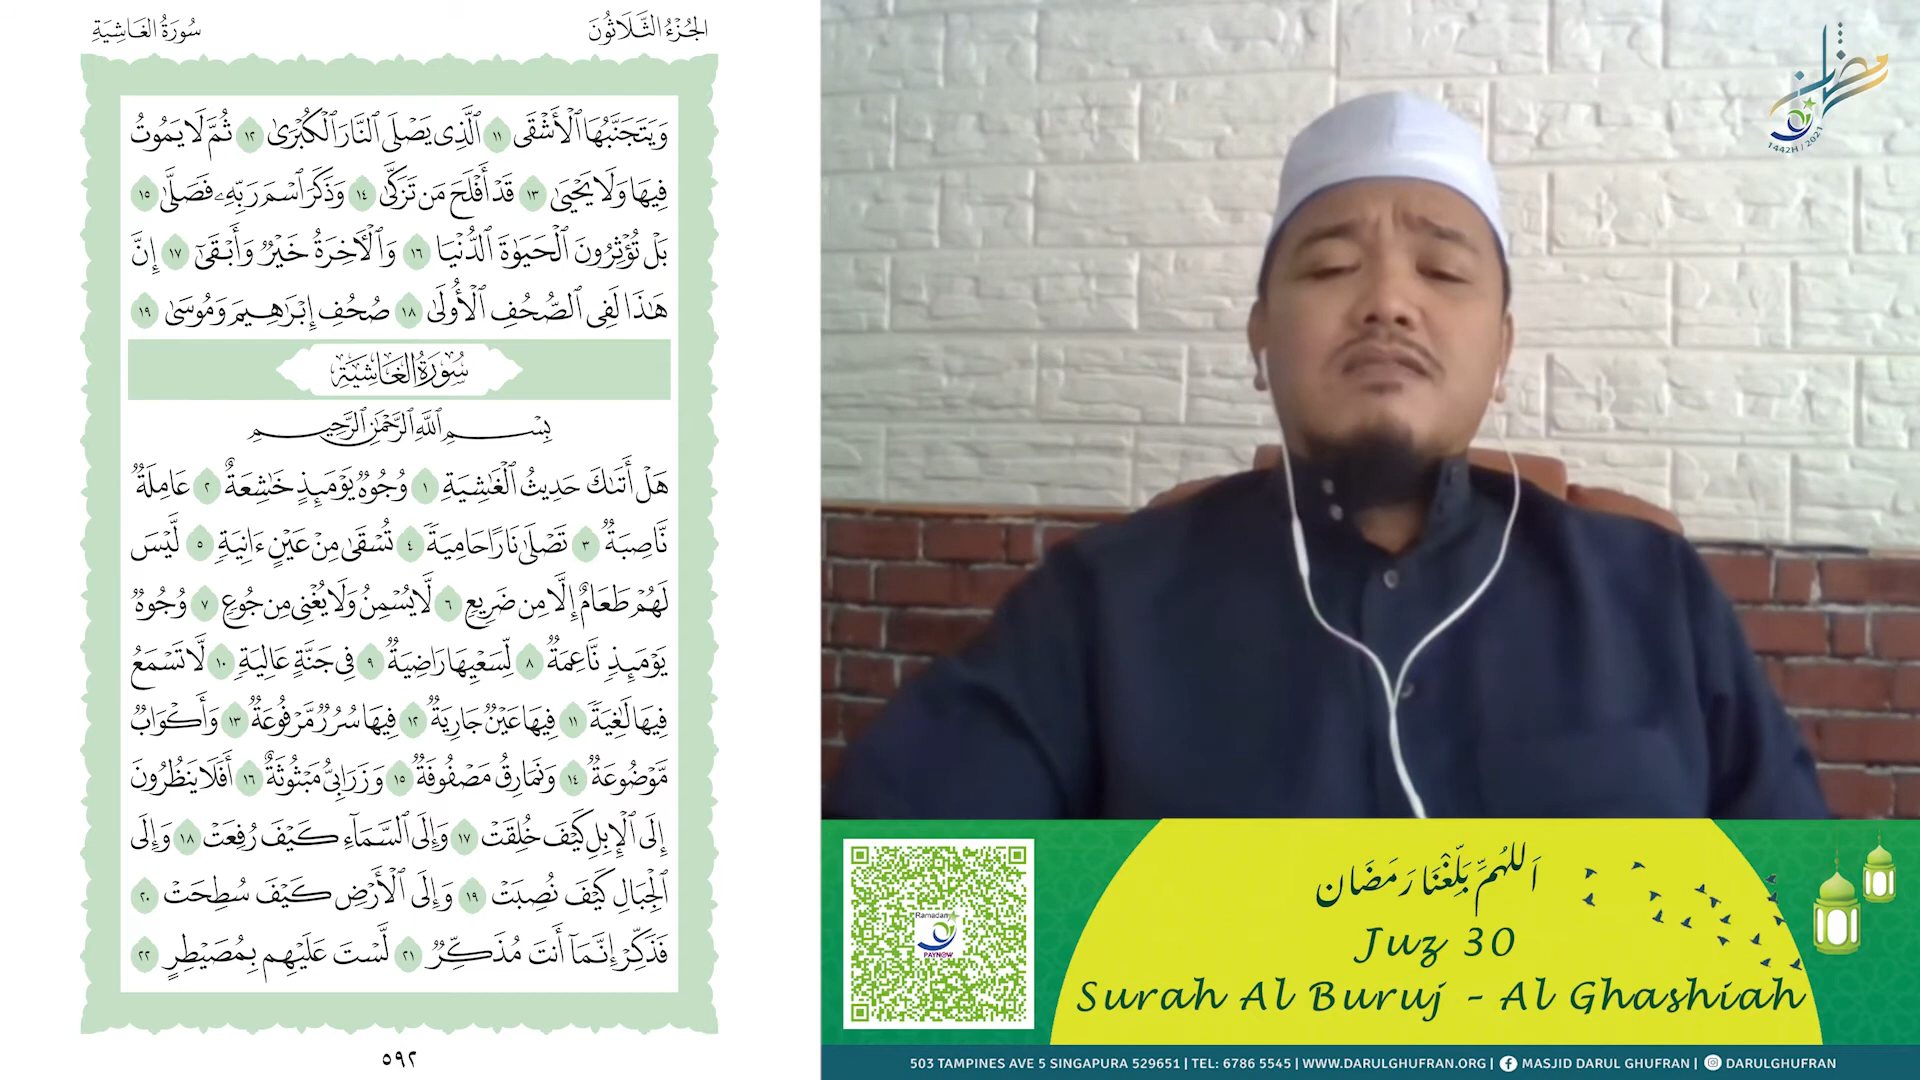 سُورَةُ الغَاشِيَةِ
الجُزْءُ الثَّلَاثُونَ
وَيَتَجَنَّبُهَا ٱلْأَشْقَى ١١ ٱلَّذِى يَصْلَى ٱلنَّارَ ٱلْكُبْرَىٰ ١٢ ثُمَّ لَا يَمُوتُ
فِيهَا وَلَا يَحْيَىٰ ١٣ قَدْ أَفْلَحَ مَن تَزَكَّىٰ ١٤ وَذَكَرَ ٱسْمَ رَبِّهِۦ فَصَلَّىٰ ١٥
بَلْ تُؤْثِرُونَ ٱلْحَيَوٰةَ ٱلدُّنْيَا ١٦ وَٱلْـَٔاخِرَةُ خَيْرٌ وَأَبْقَىٰٓ ١٧ إِنَّ
هَٰذَا لَفِى ٱلصُّحُفِ ٱلْأُولَىٰ ١٨ صُحُفِ إِبْرَٰهِيمَ وَمُوسَىٰ ١٩
سُورَةُ الغَاشِيَةِ
بِسْمِ ٱللَّهِ ٱلرَّحْمَٰنِ ٱلرَّحِيمِ
هَلْ أَتَىٰكَ حَدِيثُ ٱلْغَٰشِيَةِ ١ وُجُوهٌ يَوْمَئِذٍ خَٰشِعَةٌ ٢ عَامِلَةٌ
نَّاصِبَةٌ ٣ تَصْلَىٰ نَارًا حَامِيَةً ٤ تُسْقَىٰ مِنْ عَيْنٍ ءَانِيَةٍ ٥ لَّيْسَ
لَهُمْ طَعَامٌ إِلَّا مِن ضَرِيعٍ ٦ لَّا يُسْمِنُ وَلَا يُغْنِى مِن جُوعٍ ٧ وُجُوهٌ
يَوْمَئِذٍ نَّاعِمَةٌ ٨ لِّسَعْيِهَا رَاضِيَةٌ ٩ فِى جَنَّةٍ عَالِيَةٍ ١٠ لَّا تَسْمَعُ
فِيهَا لَٰغِيَةً ١١ فِيهَا عَيْنٌ جَارِيَةٌ ١٢ فِيهَا سُرُرٌ مَّرْفُوعَةٌ ١٣ وَأَكْوَابٌ
مَّوْضُوعَةٌ ١٤ وَنَمَارِقُ مَصْفُوفَةٌ ١٥ وَزَرَابِىُّ مَبْثُوثَةٌ ١٦ أَفَلَا يَنظُرُونَ
إِلَى ٱلْإِبِلِ كَيْفَ خُلِقَتْ ١٧ وَإِلَى ٱلسَّمَآءِ كَيْفَ رُفِعَتْ ١٨ وَإِلَى
ٱلْجِبَالِ كَيْفَ نُصِبَتْ ١٩ وَإِلَى ٱلْأَرْضِ كَيْفَ سُطِحَتْ ٢٠
فَذَكِّرْ إِنَّمَآ أَنتَ مُذَكِّرٌ ٢١ لَّسْتَ عَلَيْهِم بِمُصَيْطِرٍ ٢٢
٥٩٢
رمضان
1442H / 2021
Ramadan
PAYNOW
اَللهُمَّ بَلِّغْنَا رَمَضَان
Juz 30
Surah Al Buruj - Al Ghashiah
503 TAMPINES AVE 5 SINGAPURA 529651 | TEL: 6786 5545 | WWW.DARULGHUFRAN.ORG | MASJID DARUL GHUFRAN | DARULGHUFRAN